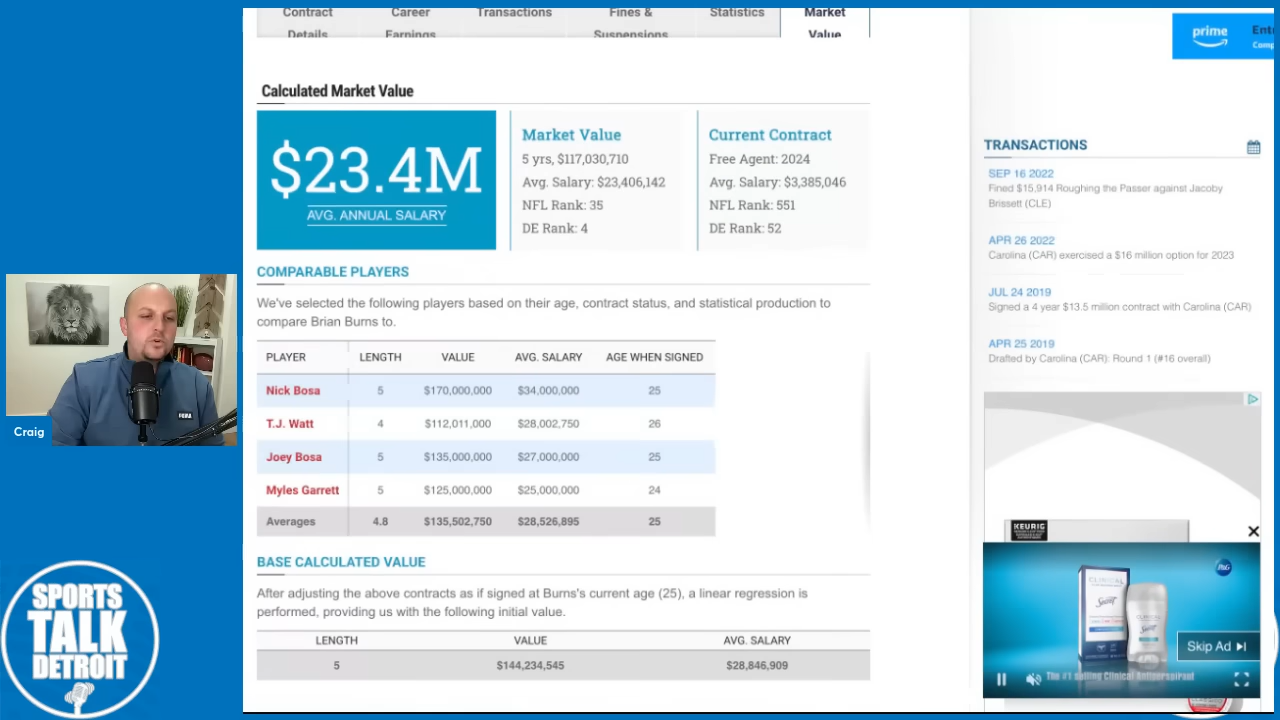 Contract Details
Career Earnings
Transactions
Fines & Suspensions
Statistics
Market Value
prime
Calculated Market Value
$23.4M
AVG. ANNUAL SALARY
Market Value
5 yrs, $117,030,710
Avg. Salary: $23,406,142
NFL Rank: 35
DE Rank: 4
Current Contract
Free Agent: 2024
Avg. Salary: $3,385,046
NFL Rank: 551
DE Rank: 52
COMPARABLE PLAYERS
We've selected the following players based on their age, contract status, and statistical production to
compare Brian Burns to.
PLAYER LENGTH VALUE AVG. SALARY AGE WHEN SIGNED
Nick Bosa 5 $170,000,000 $34,000,000 25
T.J. Watt 4 $112,011,000 $28,002,750 26
Joey Bosa 5 $135,000,000 $27,000,000 25
Myles Garrett 5 $125,000,000 $25,000,000 24
Averages 4.8 $135,502,750 $28,526,895 25
BASE CALCULATED VALUE
After adjusting the above contracts as if signed at Burns's current age (25), a linear regression is
performed, providing us with the following initial value.
LENGTH VALUE AVG. SALARY
5 $144,234,545 $28,846,909
TRANSACTIONS
SEP 16 2022
Fined $15,914 Roughing the Passer against Jacoby
Brissett (CLE)
APR 26 2022
Carolina (CAR) exercised a $16 million option for 2023
JUL 24 2019
Signed a 4 year $13.5 million contract with Carolina (CAR)
APR 25 2019
Drafted by Carolina (CAR): Round 1 (#16 overall)
KEURIG
P&G
CLINICAL
Secret
Skip Ad
The #1 selling Clinical Antiperspirant
Craig
SPORTS
TALK
DETROIT